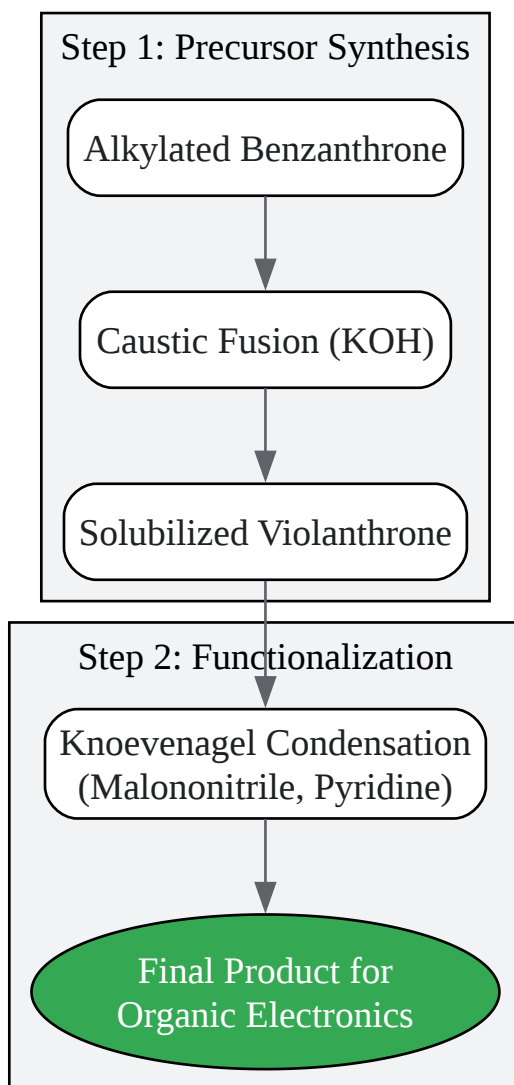 Step 1: Precursor Synthesis
Alkylated Benzanthrone
Caustic Fusion (KOH)
Solubilized Violanthrone
Step 2: Functionalization
Knoevenagel Condensation
(Malononitrile, Pyridine)
Final Product for
Organic Electronics